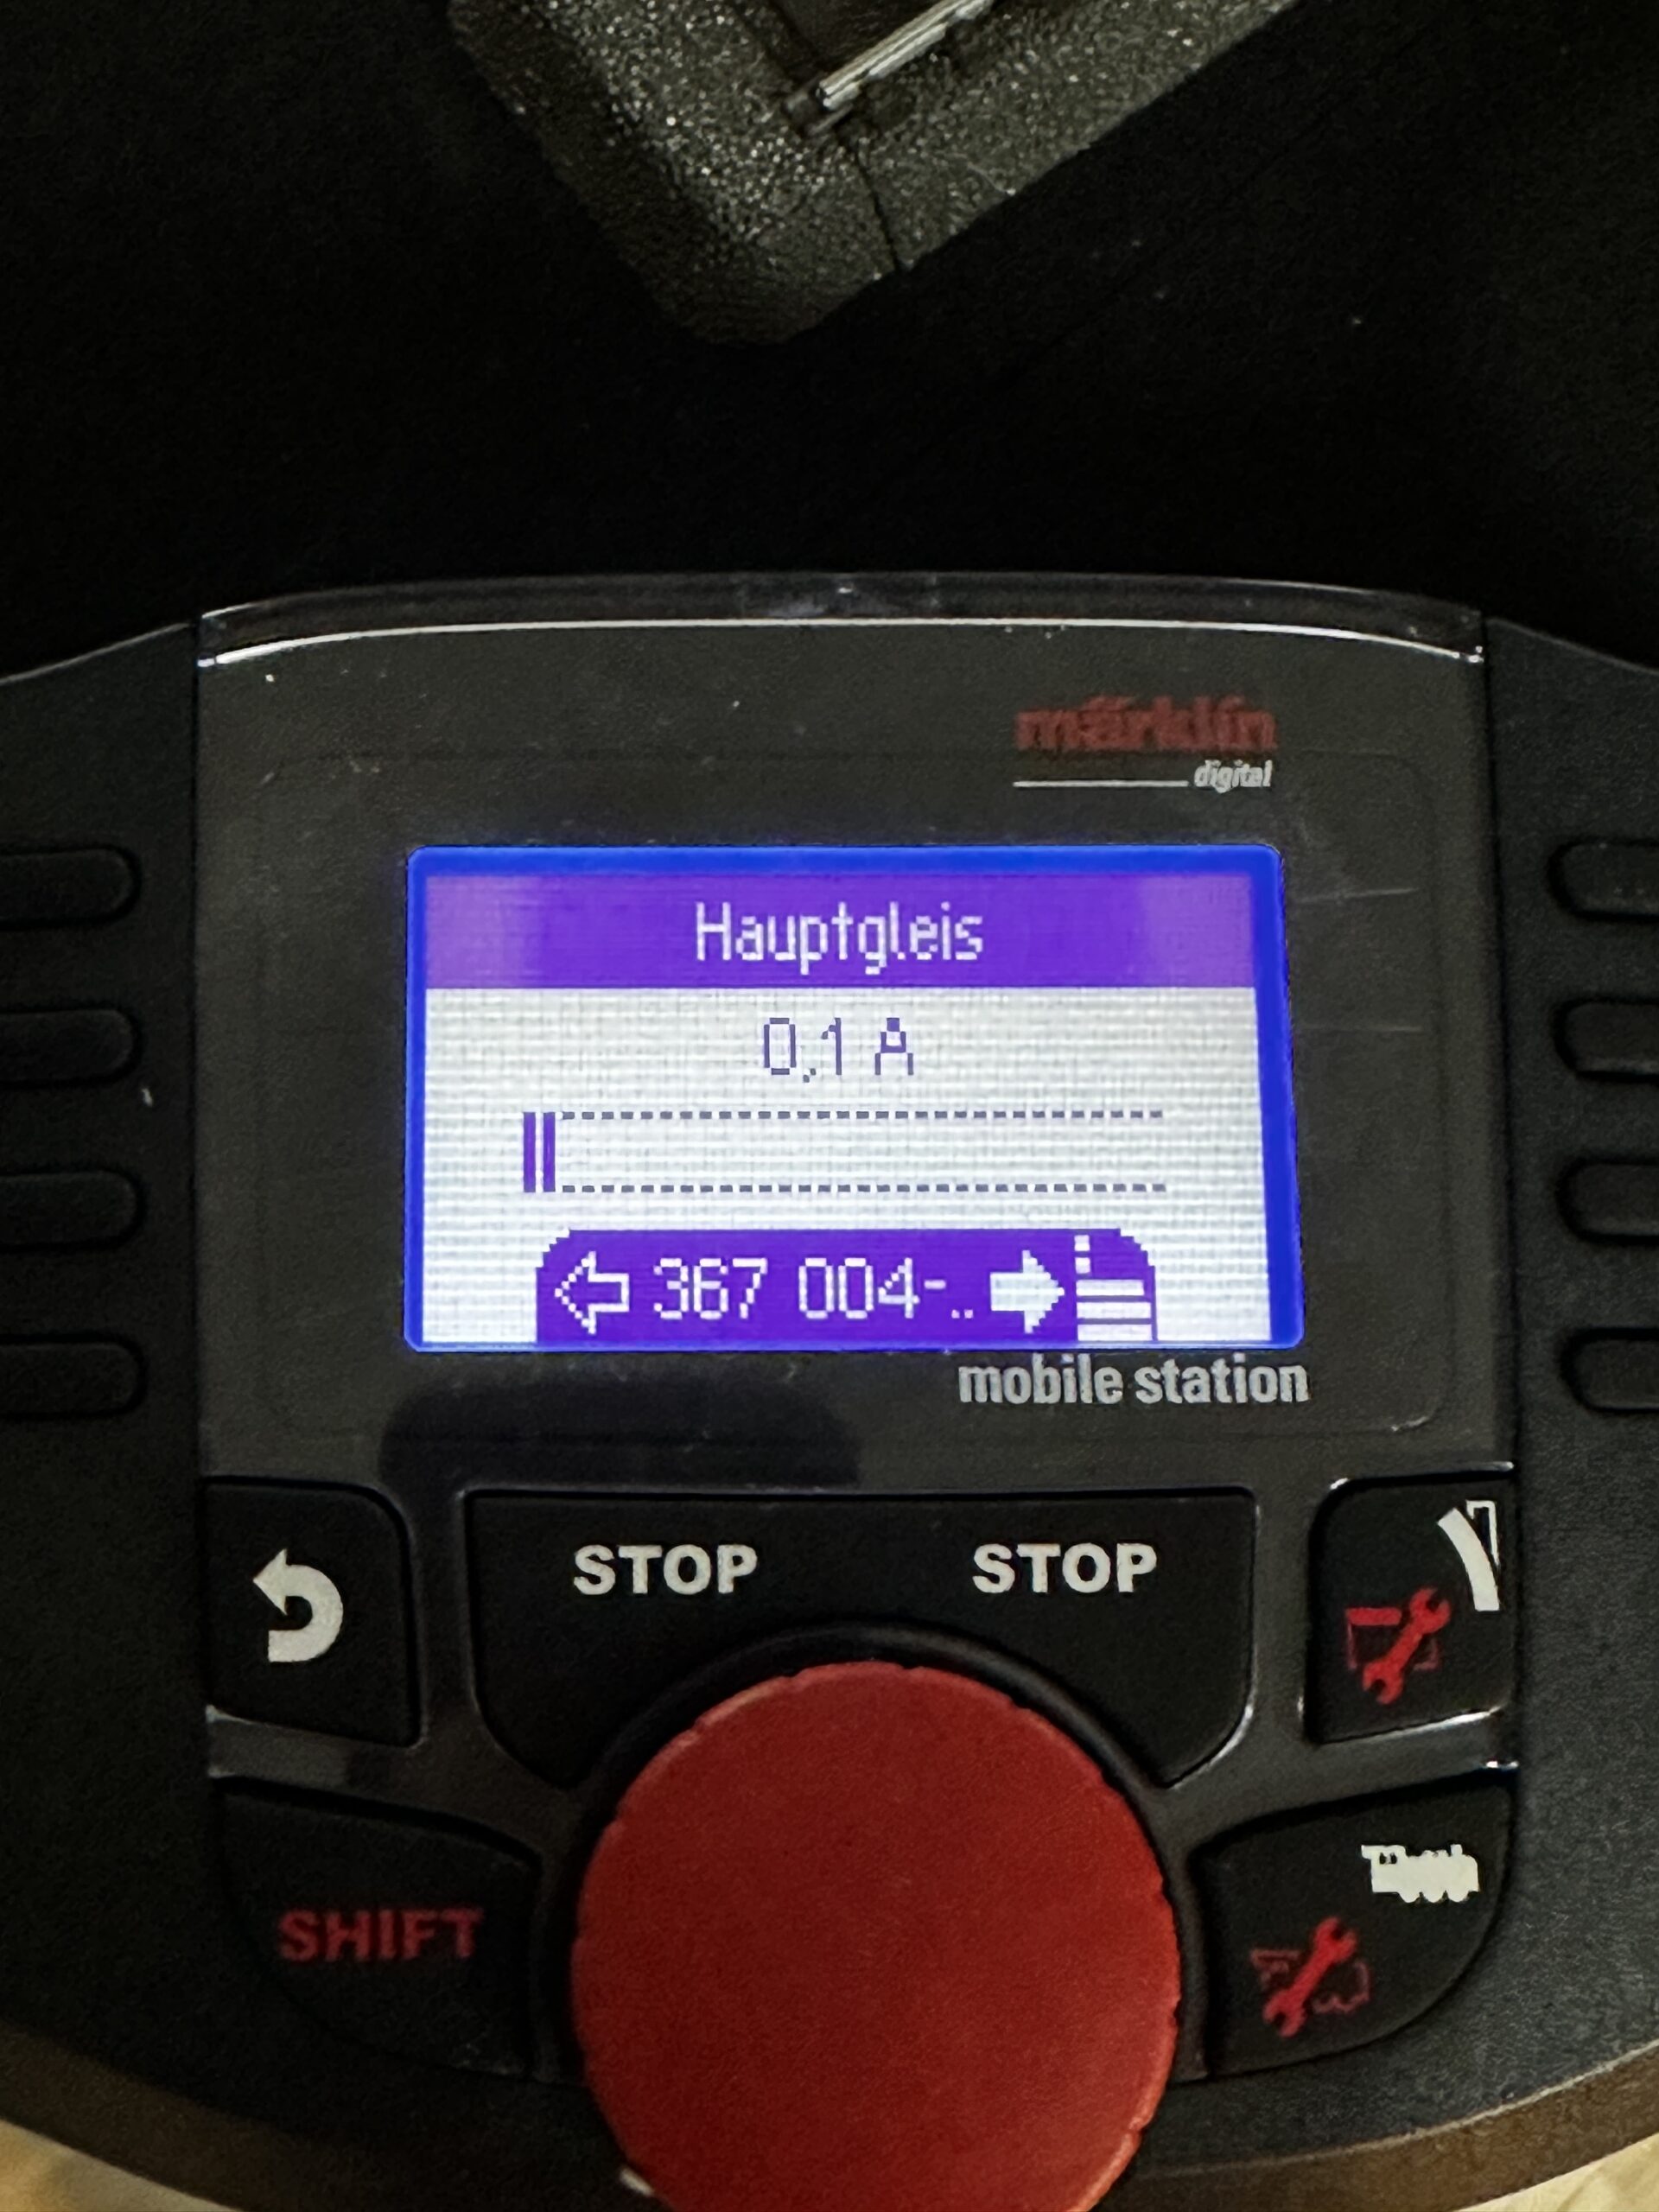 märklin
digital
Hauptgleis
0,1 A
367 004-..
mobile station
STOP STOP
SHIFT